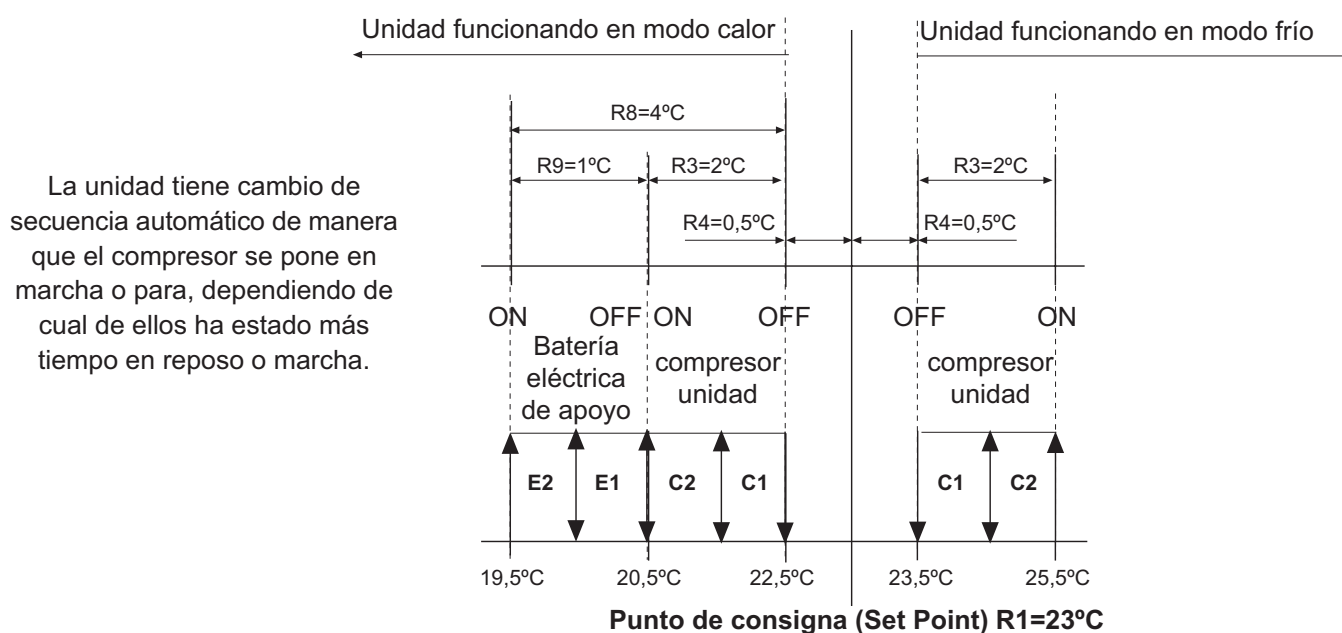 Unidad funcionando en modo calor
Unidad funcionando en modo frío
R8=4ºC
R9=1ºC
R3=2ºC
R3=2ºC
R4=0,5ºC
R4=0,5ºC
La unidad tiene cambio de
secuencia automático de manera
que el compresor se pone en
marcha o para, dependiendo de
cual de ellos ha estado más
tiempo en reposo o marcha.
ON
OFF
ON
OFF
OFF
ON
Batería
eléctrica
de apoyo
compresor
unidad
compresor
unidad
E2
E1
C2
C1
C1
C2
19,5ºC
20,5ºC
22,5ºC
23,5ºC
25,5ºC
Punto de consigna (Set Point) R1=23ºC